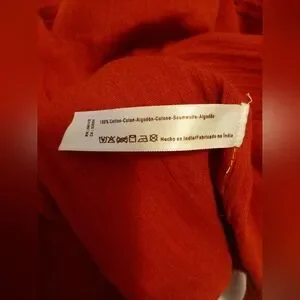 100% Cotton-Coton-Algodón-Cotone-Baumwolle-Algodão
Hecho en India/Fabricado na India